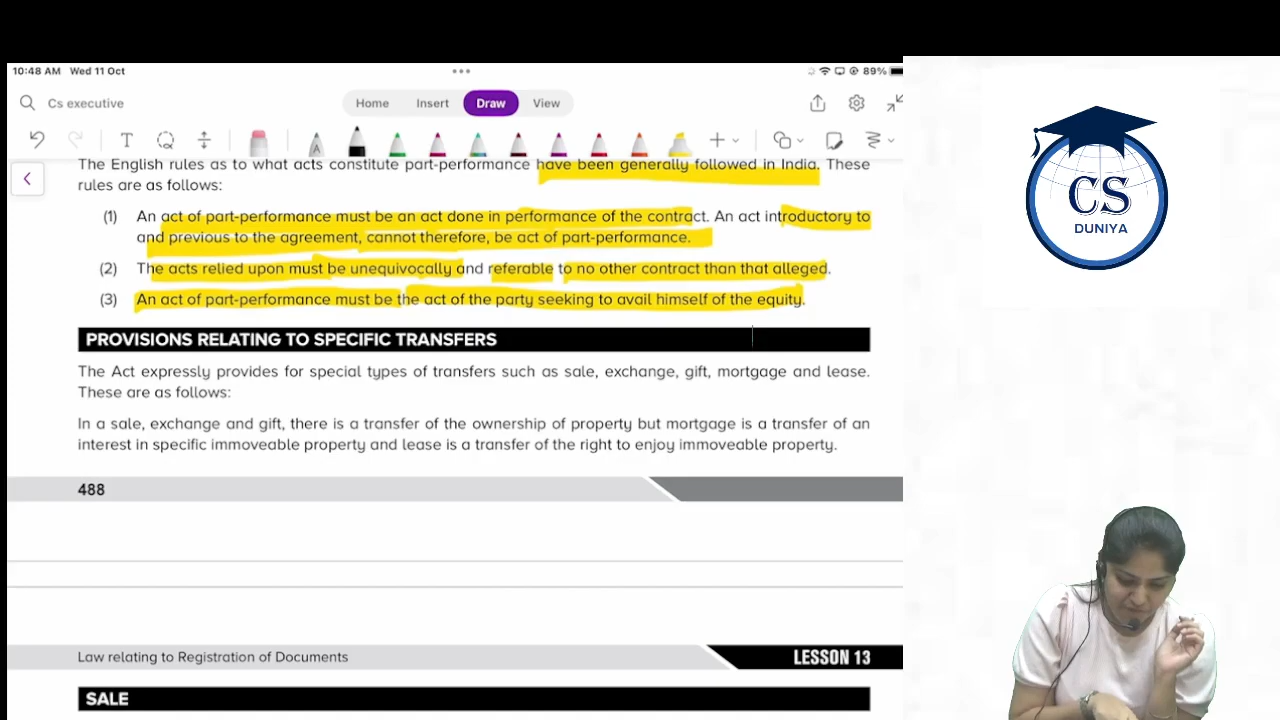 10:48 AM Wed 11 Oct
89%
Cs executive
Home Insert Draw View
The English rules as to what acts constitute part-performance have been generally followed in India. These
rules are as follows:
(1) An act of part-performance must be an act done in performance of the contract. An act introductory to
and previous to the agreement, cannot therefore, be act of part-performance.
(2) The acts relied upon must be unequivocally and referable to no other contract than that alleged.
(3) An act of part-performance must be the act of the party seeking to avail himself of the equity.
PROVISIONS RELATING TO SPECIFIC TRANSFERS
The Act expressly provides for special types of transfers such as sale, exchange, gift, mortgage and lease.
These are as follows:
In a sale, exchange and gift, there is a transfer of the ownership of property but mortgage is a transfer of an
interest in specific immoveable property and lease is a transfer of the right to enjoy immoveable property.
488
Law relating to Registration of Documents
LESSON 13
SALE
CS
DUNIYA